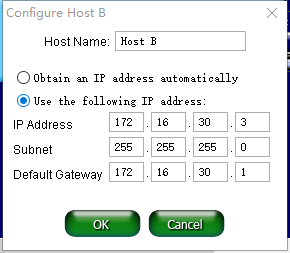 Configure Host B
Host Name: Host B
Obtain an IP address automatically
Use the following IP address:
IP Address 172 . 16 . 30 . 3
Subnet 255 . 255 . 255 . 0
Default Gateway 172 . 16 . 30 . 1
OK Cancel